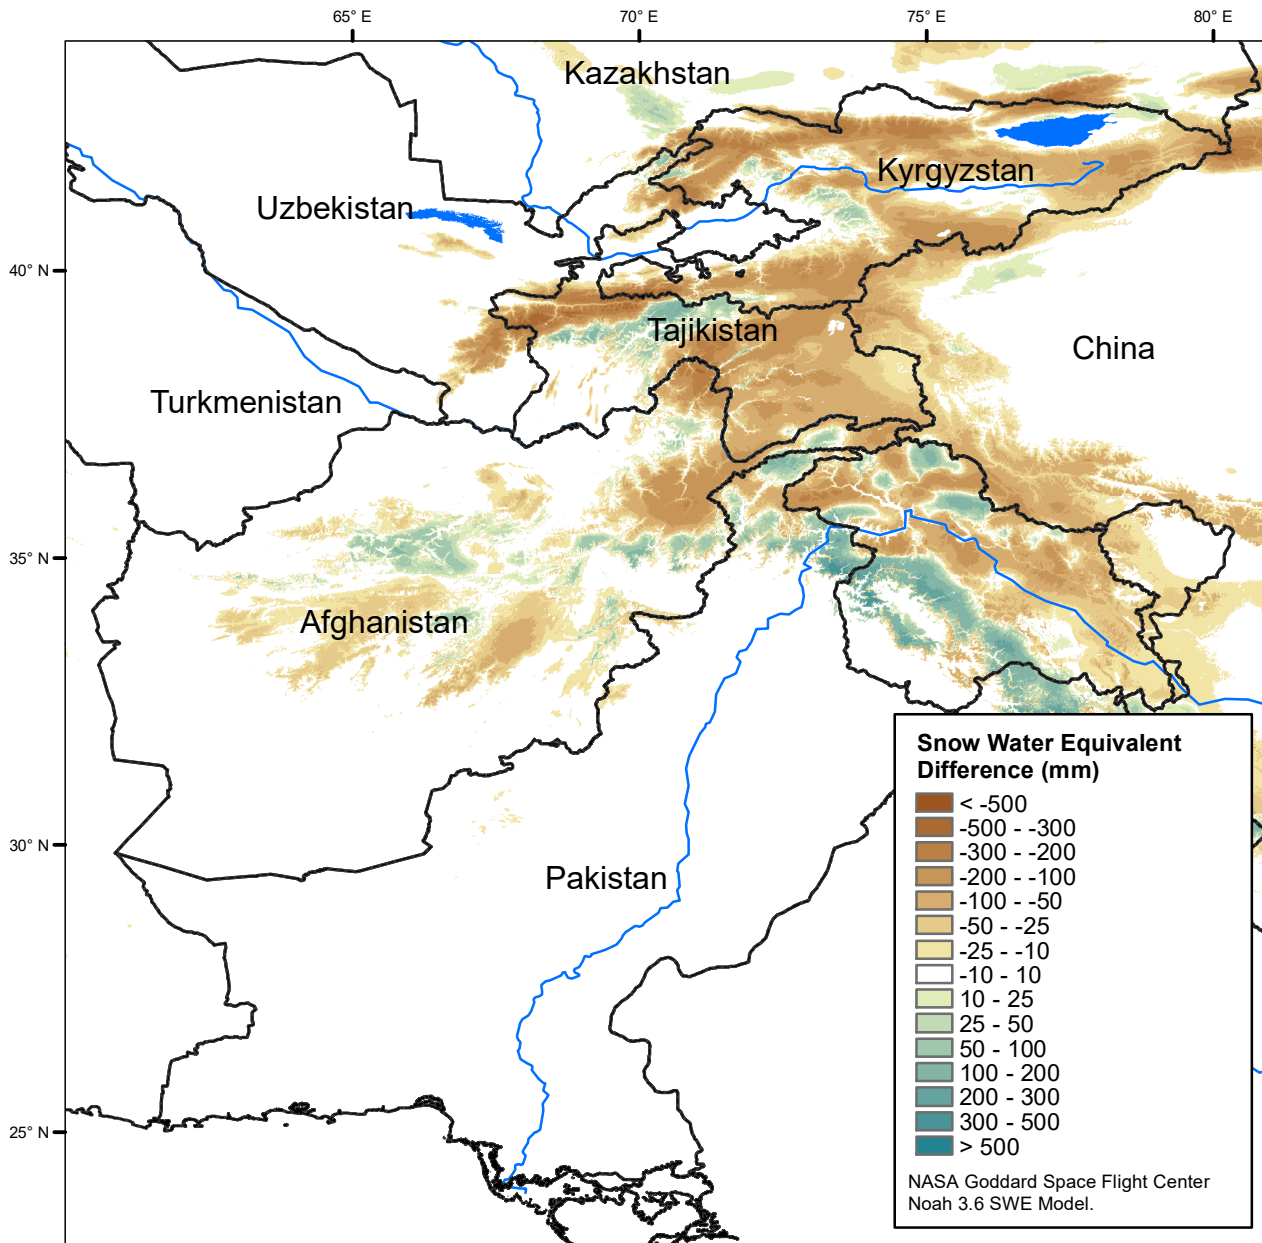 65° E
70° E
75° E
80° E
Kazakhstan
Kyrgyzstan
Uzbekistan
40° N
Tajikistan
China
Turkmenistan
35° N
Afghanistan
Snow Water Equivalent
Difference (mm)
< -500
-500 - -300
-300 - -200
-200 - -100
-100 - -50
-50 - -25
-25 - -10
-10 - 10
10 - 25
25 - 50
50 - 100
100 - 200
200 - 300
300 - 500
> 500
30° N
Pakistan
25° N
NASA Goddard Space Flight Center
Noah 3.6 SWE Model.